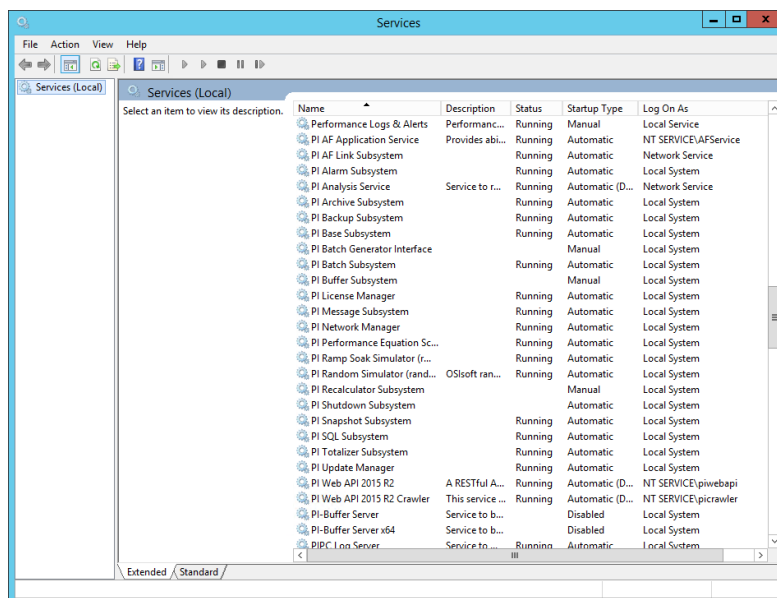 Services
File Action View Help
Services (Local)
Services (Local)
Select an item to view its description.
Name Description Status Startup Type Log On As
Performance Logs & Alerts Performanc... Running Manual Local Service
PI AF Application Service Provides abi... Running Automatic NT SERVICE\AFService
PI AF Link Subsystem Running Automatic Network Service
PI Alarm Subsystem Running Automatic Local System
PI Analysis Service Service to r... Running Automatic (D... Network Service
PI Archive Subsystem Running Automatic Local System
PI Backup Subsystem Running Automatic Local System
PI Base Subsystem Running Automatic Local System
PI Batch Generator Interface Manual Local System
PI Batch Subsystem Running Automatic Local System
PI Buffer Subsystem Manual Local System
PI License Manager Running Automatic Local System
PI Message Subsystem Running Automatic Local System
PI Network Manager Running Automatic Local System
PI Performance Equation Sc... Running Automatic Local System
PI Ramp Soak Simulator (r... Running Automatic Local System
PI Random Simulator (rand... OSIsoft ran... Running Automatic Local System
PI Recalculator Subsystem Manual Local System
PI Shutdown Subsystem Automatic Local System
PI Snapshot Subsystem Running Automatic Local System
PI SQL Subsystem Running Automatic Local System
PI Totalizer Subsystem Running Automatic Local System
PI Update Manager Running Automatic Local System
PI Web API 2015 R2 A RESTful A... Running Automatic (D... NT SERVICE\piwebapi
PI Web API 2015 R2 Crawler This service ... Running Automatic (D... NT SERVICE\picrawler
PI-Buffer Server Service to b... Disabled Local System
PI-Buffer Server x64 Service to b... Disabled Local System
PIPC Log Server Service to ... Running Automatic Local System
Extended Standard